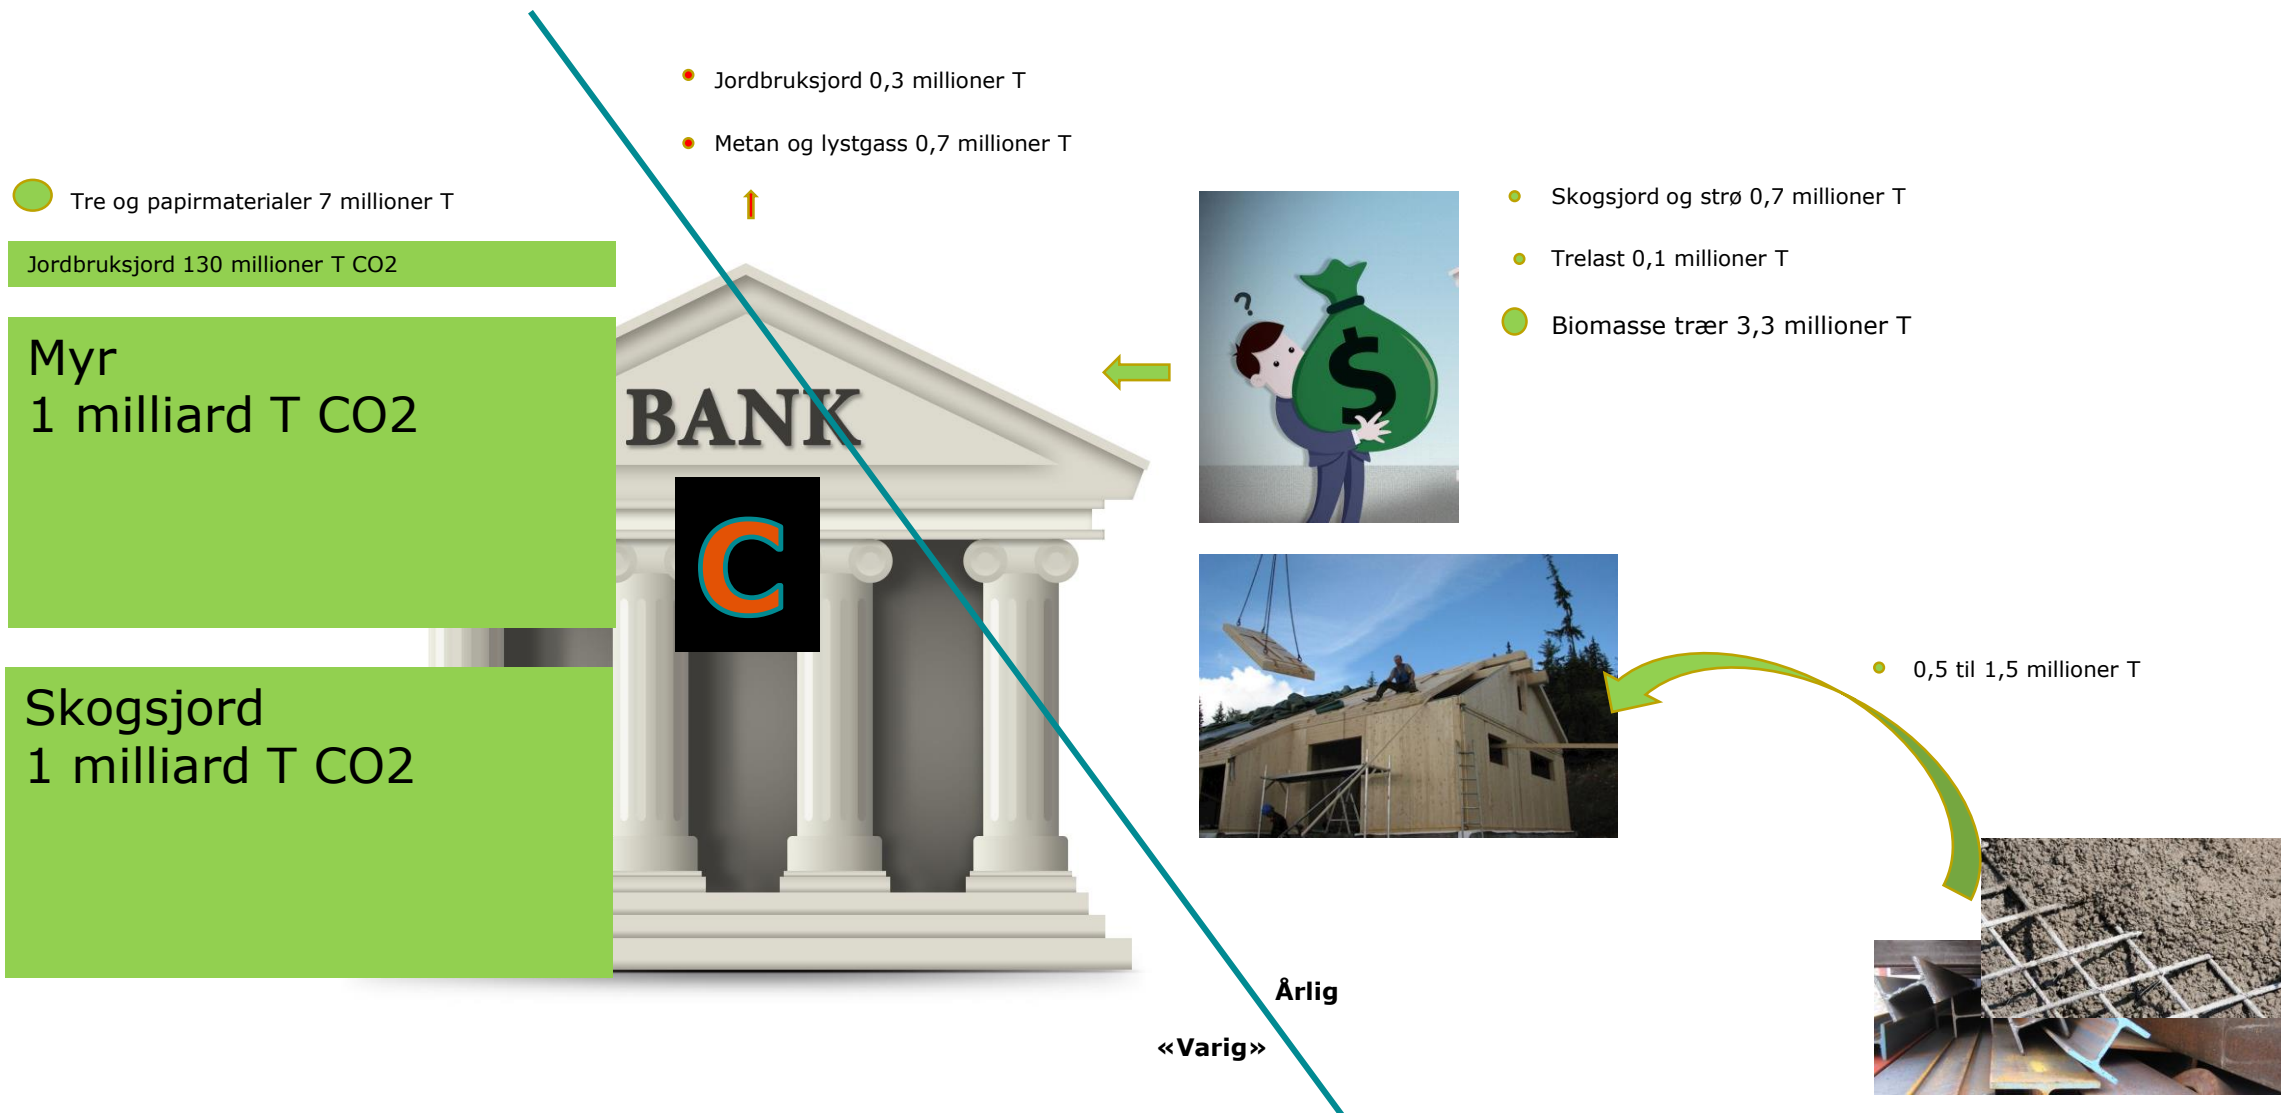 Jordbruksjord 0,3 millioner T
Metan og lystgass 0,7 millioner T
Tre og papirmaterialer 7 millioner T
Jordbruksjord 130 millioner T CO2
Myr
1 milliard T CO2
Skogsjord
1 milliard T CO2
BANK
C
?
$
Skogsjord og strø 0,7 millioner T
Trelast 0,1 millioner T
Biomasse trær 3,3 millioner T
0,5 til 1,5 millioner T
Årlig
«Varig»